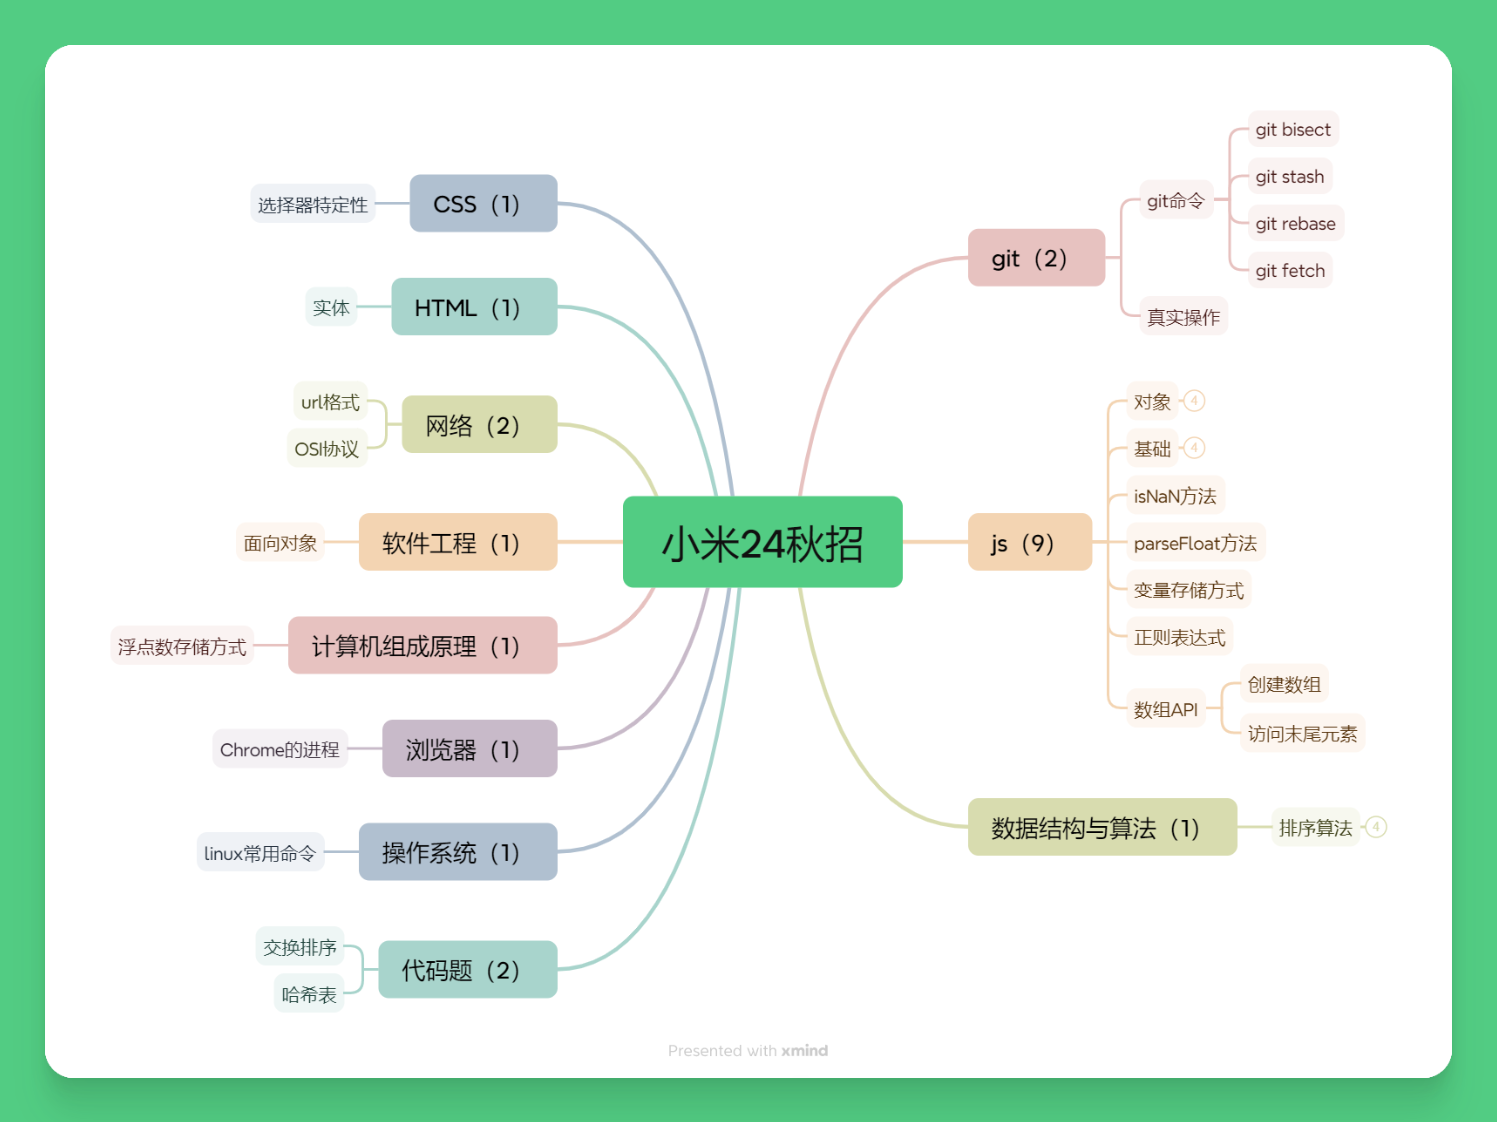 小米24秋招
git（2）
git命令
git bisect
git stash
git rebase
git fetch
真实操作
js（9）
对象
4
基础
4
isNaN方法
parseFloat方法
变量存储方式
正则表达式
数组API
创建数组
访问末尾元素
数据结构与算法（1）
排序算法
4
CSS（1）
选择器特定性
HTML（1）
实体
网络（2）
url格式
OSI协议
软件工程（1）
面向对象
计算机组成原理（1）
浮点数存储方式
浏览器（1）
Chrome的进程
操作系统（1）
linux常用命令
代码题（2）
交换排序
哈希表
Presented with xmind